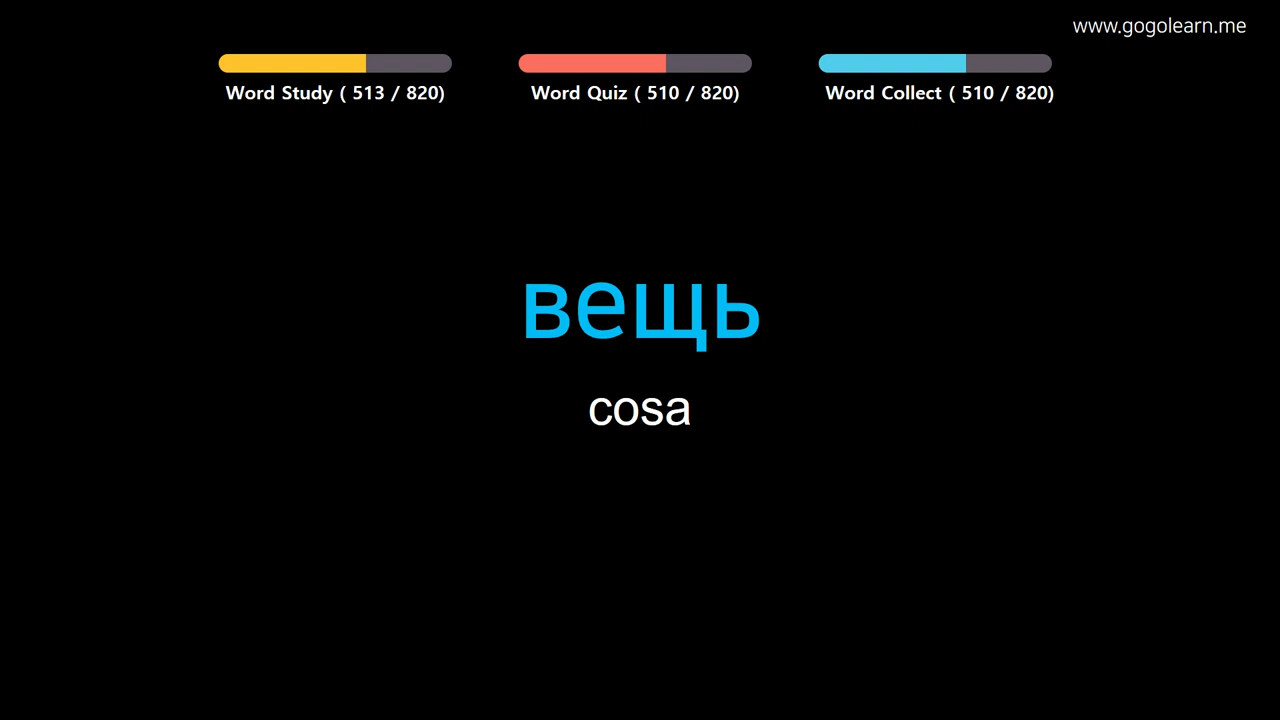 www.gogolearn.me
Word Study ( 513 / 820)
Word Quiz ( 510 / 820)
Word Collect ( 510 / 820)
вещь
cosa